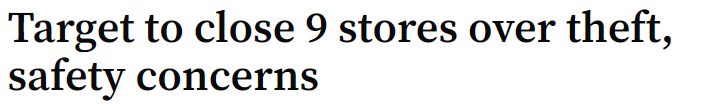 Target to close 9 stores over theft,
safety concerns